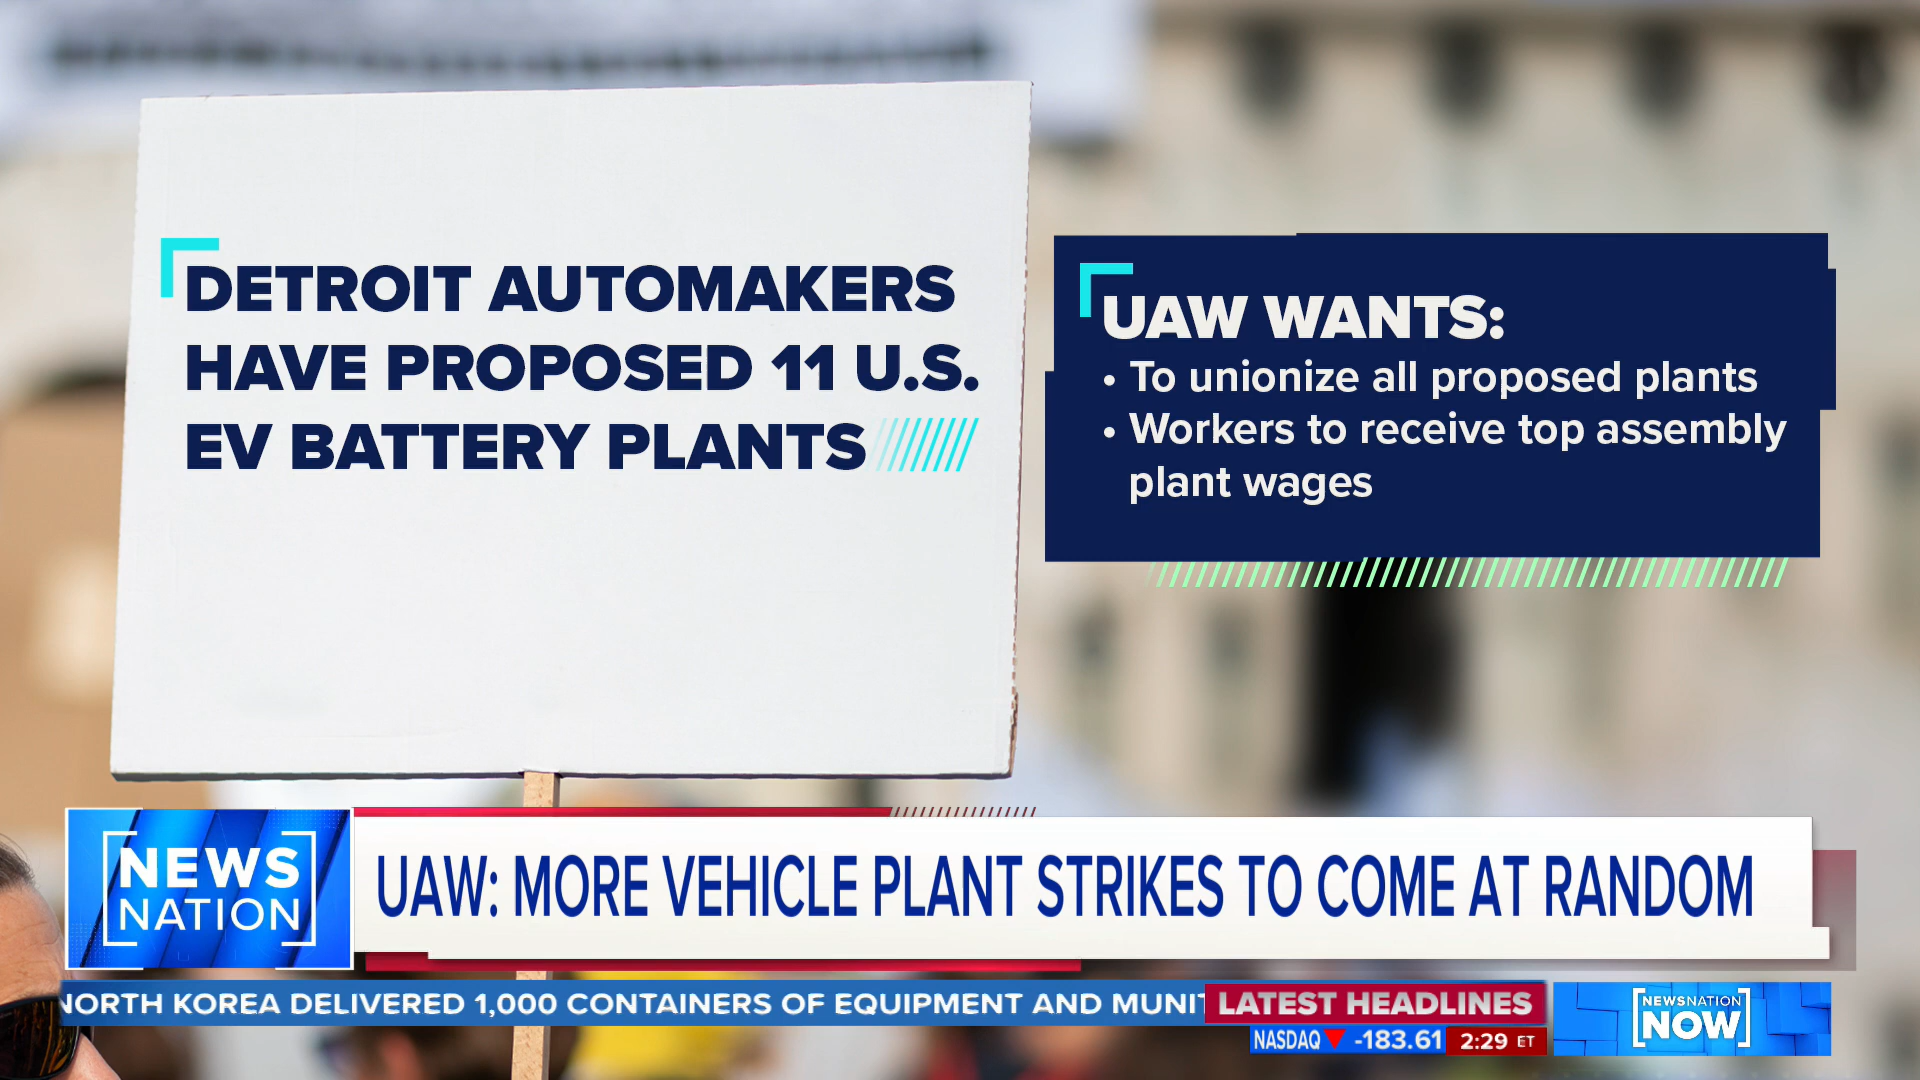 DETROIT AUTOMAKERS
HAVE PROPOSED 11 U.S.
EV BATTERY PLANTS
UAW WANTS:
• To unionize all proposed plants
• Workers to receive top assembly
plant wages
NEWS
NATION
UAW: MORE VEHICLE PLANT STRIKES TO COME AT RANDOM
NORTH KOREA DELIVERED 1,000 CONTAINERS OF EQUIPMENT AND
LATEST HEADLINES
NEWSNATION
NOW
NASDAQ ▼ -183.61
2:29 ET